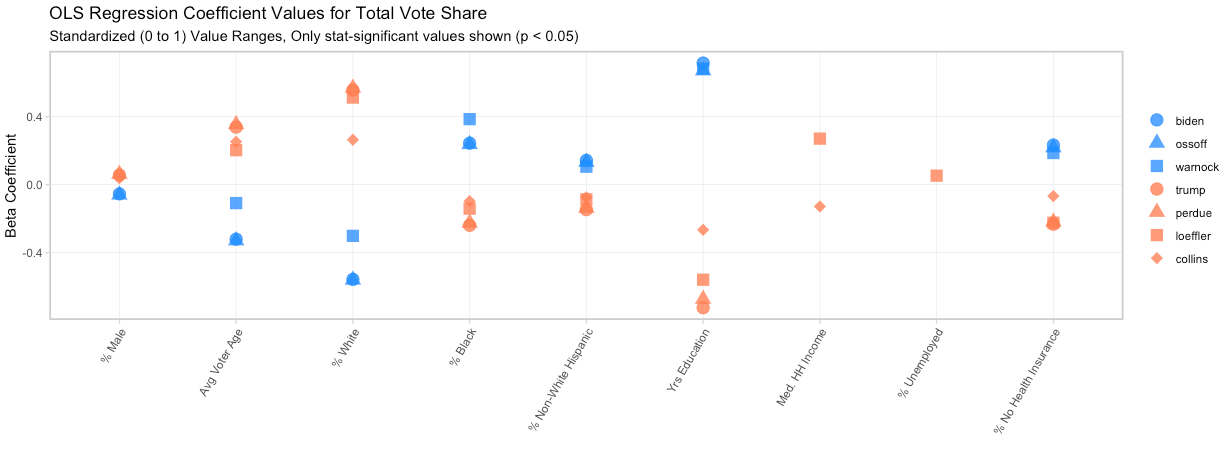 OLS Regression Coefficient Values for Total Vote Share
Standardized (0 to 1) Value Ranges, Only stat-significant values shown (p < 0.05)
Beta Coefficient
0.4
0.0
-0.4
% Male
Avg Voter Age
% White
% Black
% Non-White Hispanic
Yrs Education
Med. HH Income
% Unemployed
% No Health Insurance
biden
ossoff
warnock
trump
perdue
loeffler
collins